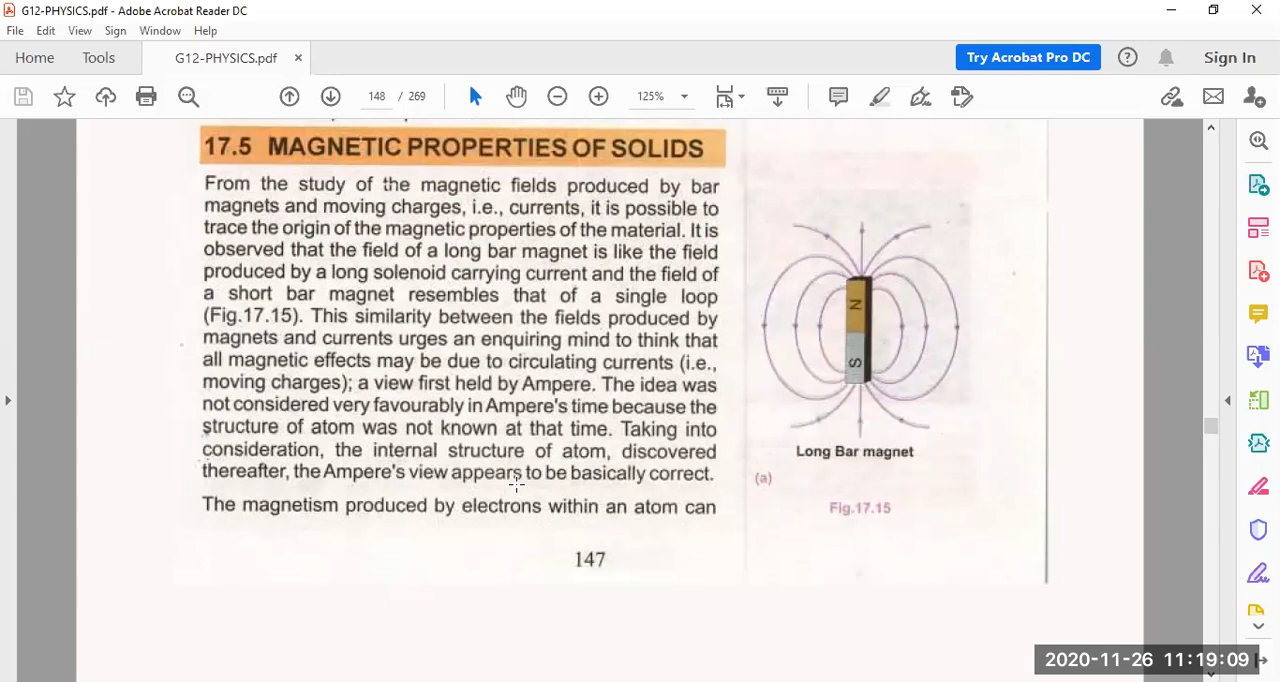 G12-PHYSICS.pdf - Adobe Acrobat Reader DC
File Edit View Sign Window Help
Home Tools G12-PHYSICS.pdf × Try Acrobat Pro DC ? Sign In
148 / 269 125%
17.5 MAGNETIC PROPERTIES OF SOLIDS
From the study of the magnetic fields produced by bar
magnets and moving charges, i.e., currents, it is possible to
trace the origin of the magnetic properties of the material. It is
observed that the field of a long bar magnet is like the field
produced by a long solenoid carrying current and the field of
a short bar magnet resembles that of a single loop
(Fig.17.15). This similarity between the fields produced by
magnets and currents urges an enquiring mind to think that
all magnetic effects may be due to circulating currents (i.e.,
moving charges); a view first held by Ampere. The idea was
not considered very favourably in Ampere's time because the
structure of atom was not known at that time. Taking into
consideration, the internal structure of atom, discovered
thereafter, the Ampere's view appears to be basically correct.
The magnetism produced by electrons within an atom can
147
N
S
Long Bar magnet
(a)
Fig.17.15
2020-11-26 11:19:09